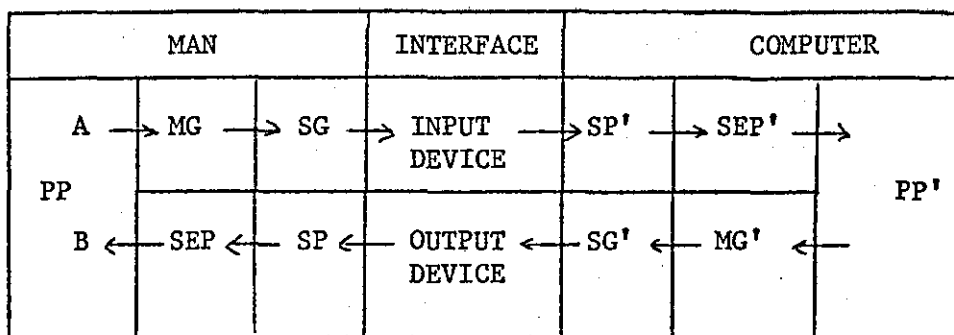 MAN INTERFACE COMPUTER
A → MG → SG → INPUT → SP' → SEP' →
DEVICE
PP PP'
B ← SEP ← SP ← OUTPUT ← SG' ← MG' ←
DEVICE